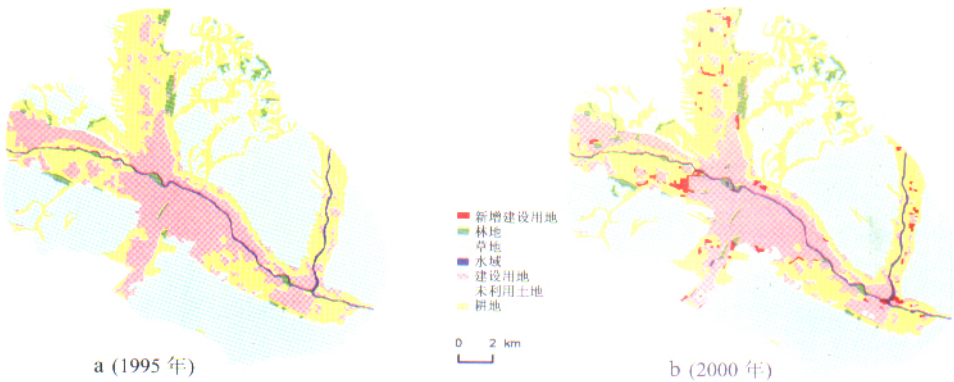 新增建设用地
林地
草地
水域
建设用地
未利用土地
耕地
0 2 km
a (1995 年)
b (2000 年)